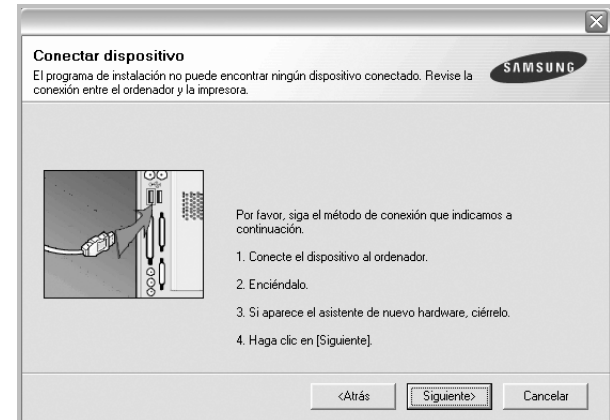 Conectar dispositivo
El programa de instalación no puede encontrar ningún dispositivo conectado. Revise la
conexión entre el ordenador y la impresora.
SAMSUNG
Por favor, siga el método de conexión que indicamos a
continuación.
1. Conecte el dispositivo al ordenador.
2. Enciéndalo.
3. Si aparece el asistente de nuevo hardware, ciérrelo.
4. Haga clic en [Siguiente].
<Atrás
Siguiente>
Cancelar